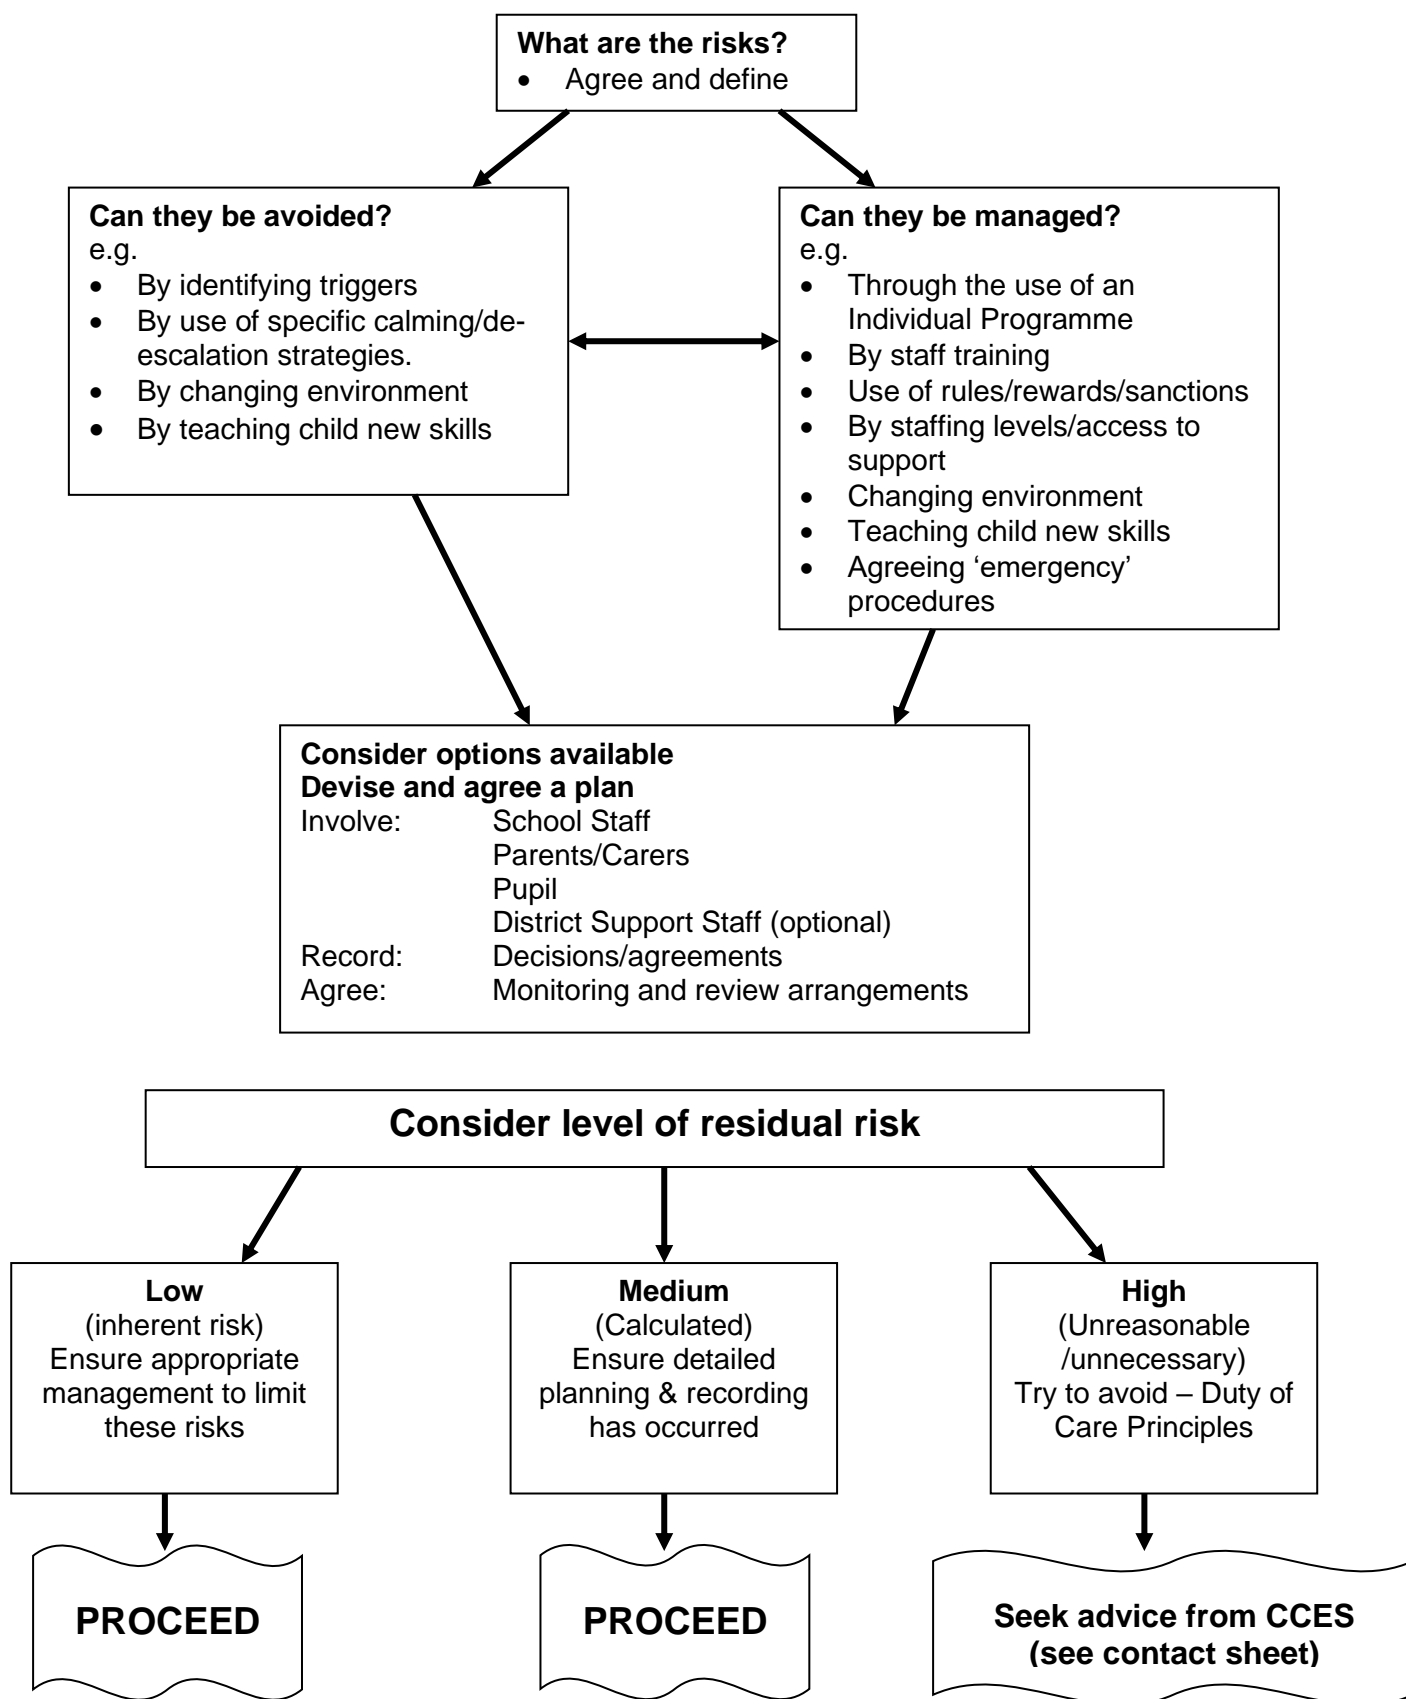 What are the risks?
• Agree and define
Can they be avoided?
e.g.
• By identifying triggers
• By use of specific calming/de-
escalation strategies.
• By changing environment
• By teaching child new skills
Can they be managed?
e.g.
• Through the use of an
Individual Programme
• By staff training
• Use of rules/rewards/sanctions
• By staffing levels/access to
support
• Changing environment
• Teaching child new skills
• Agreeing ‘emergency’
procedures
Consider options available
Devise and agree a plan
Involve: School Staff
Parents/Carers
Pupil
District Support Staff (optional)
Record: Decisions/agreements
Agree: Monitoring and review arrangements
Consider level of residual risk
Low
(inherent risk)
Ensure appropriate
management to limit
these risks
Medium
(Calculated)
Ensure detailed
planning & recording
has occurred
High
(Unreasonable
/unnecessary)
Try to avoid – Duty of
Care Principles
PROCEED
PROCEED
Seek advice from CCES
(see contact sheet)